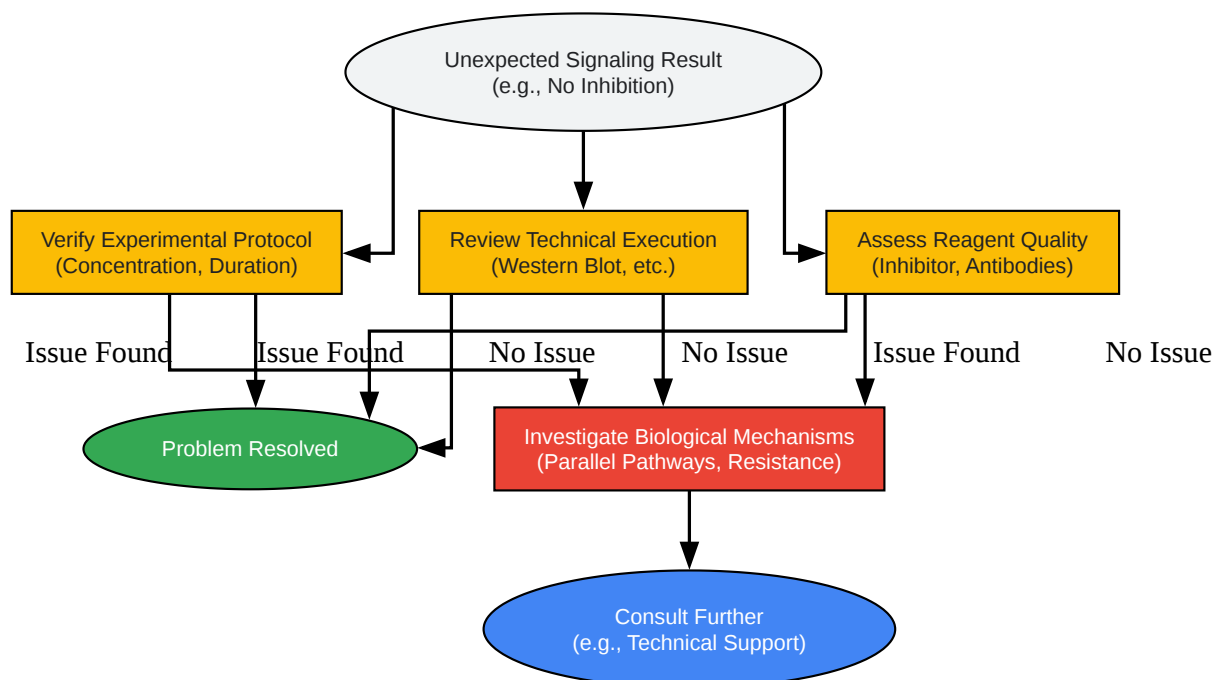 Unexpected Signaling Result
(e.g., No Inhibition)
Verify Experimental Protocol
(Concentration, Duration)
Review Technical Execution
(Western Blot, etc.)
Assess Reagent Quality
(Inhibitor, Antibodies)
Issue Found
Issue Found
No Issue
No Issue
Issue Found
No Issue
Problem Resolved
Investigate Biological Mechanisms
(Parallel Pathways, Resistance)
Consult Further
(e.g., Technical Support)